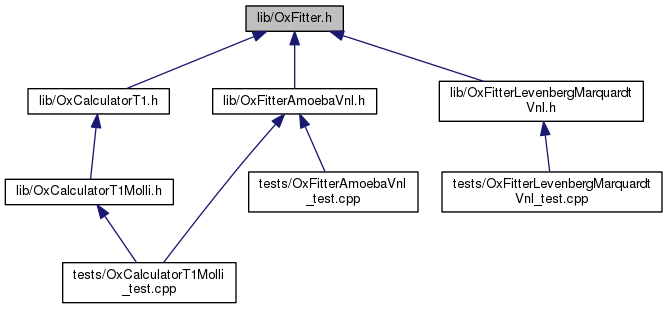 lib/OxFitter.h
lib/OxCalculatorT1.h
lib/OxFitterAmoebaVnl.h
lib/OxFitterLevenbergMarquardt
Vnl.h
lib/OxCalculatorT1Molli.h
tests/OxFitterAmoebaVnl
_test.cpp
tests/OxFitterLevenbergMarquardt
Vnl_test.cpp
tests/OxCalculatorT1Molli
_test.cpp